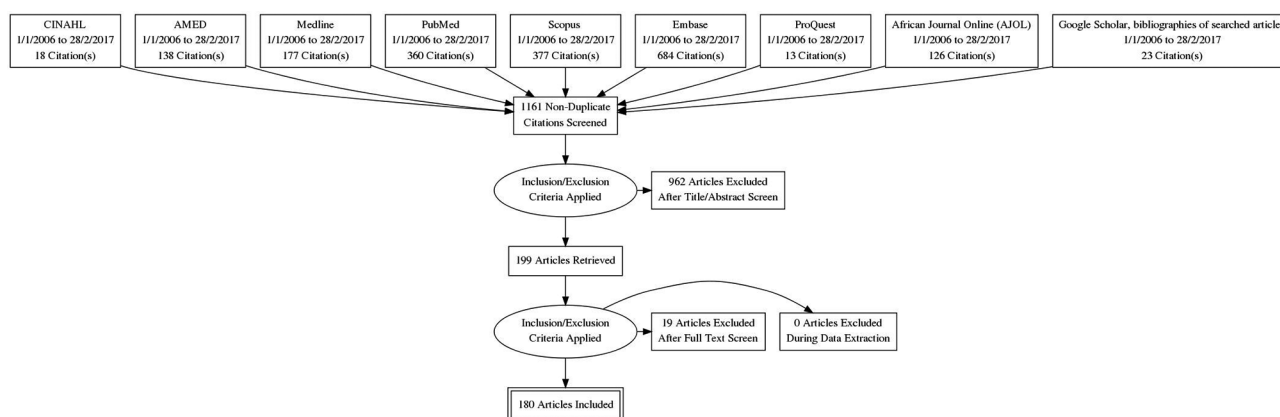 CINAHL
1/1/2006 to 28/2/2017
18 Citation(s)
AMED
1/1/2006 to 28/2/2017
138 Citation(s)
Medline
1/1/2006 to 28/2/2017
177 Citation(s)
PubMed
1/1/2006 to 28/2/2017
360 Citation(s)
Scopus
1/1/2006 to 28/2/2017
377 Citation(s)
Embase
1/1/2006 to 28/2/2017
684 Citation(s)
ProQuest
1/1/2006 to 28/2/2017
13 Citation(s)
African Journal Online (AJOL)
1/1/2006 to 28/2/2017
126 Citation(s)
Google Scholar, bibliographies of searched article
1/1/2006 to 28/2/2017
23 Citation(s)
1161 Non-Duplicate
Citations Screened
Inclusion/Exclusion
Criteria Applied
962 Articles Excluded
After Title/Abstract Screen
199 Articles Retrieved
Inclusion/Exclusion
Criteria Applied
19 Articles Excluded
After Full Text Screen
0 Articles Excluded
During Data Extraction
180 Articles Included